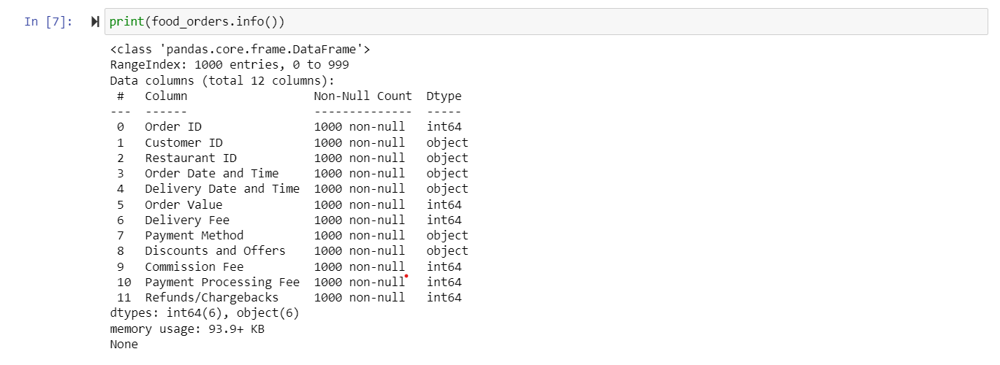 In [7]: print(food_orders.info())
<class 'pandas.core.frame.DataFrame'>
RangeIndex: 1000 entries, 0 to 999
Data columns (total 12 columns):
 #   Column                  Non-Null Count  Dtype
---  ------                  --------------  -----
 0   Order ID                1000 non-null   int64
 1   Customer ID             1000 non-null   object
 2   Restaurant ID           1000 non-null   object
 3   Order Date and Time     1000 non-null   object
 4   Delivery Date and Time  1000 non-null   object
 5   Order Value             1000 non-null   int64
 6   Delivery Fee            1000 non-null   int64
 7   Payment Method          1000 non-null   object
 8   Discounts and Offers    1000 non-null   object
 9   Commission Fee          1000 non-null   int64
 10  Payment Processing Fee  1000 non-null   int64
 11  Refunds/Chargebacks     1000 non-null   int64
dtypes: int64(6), object(6)
memory usage: 93.9+ KB
None